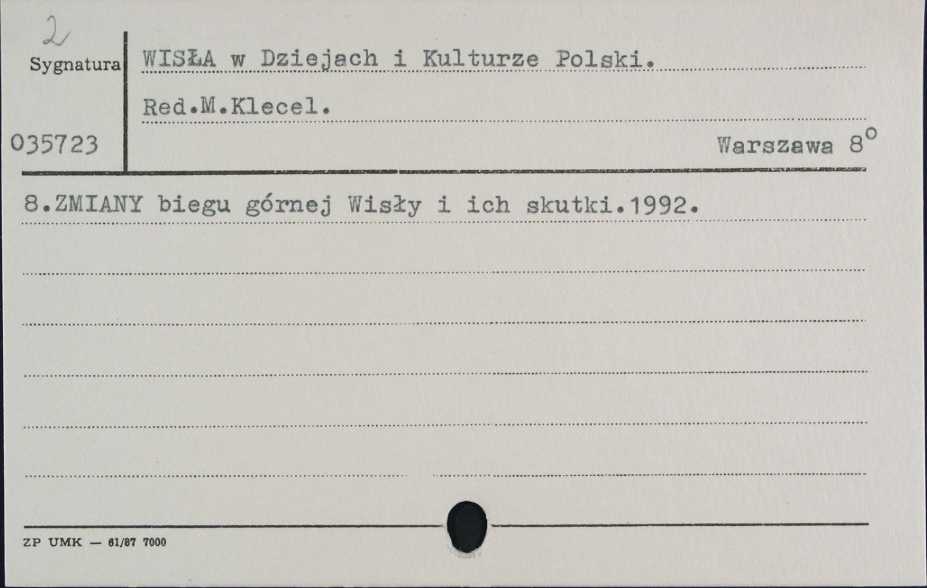 2
Sygnatura
WISŁA w Dziejach i Kulturze Polski.
Red.M.Klecel.
035723
Warszawa 8°
8.ZMIANY biegu górnej Wisły i ich skutki.1992.
ZP UMK — 61/87 7000